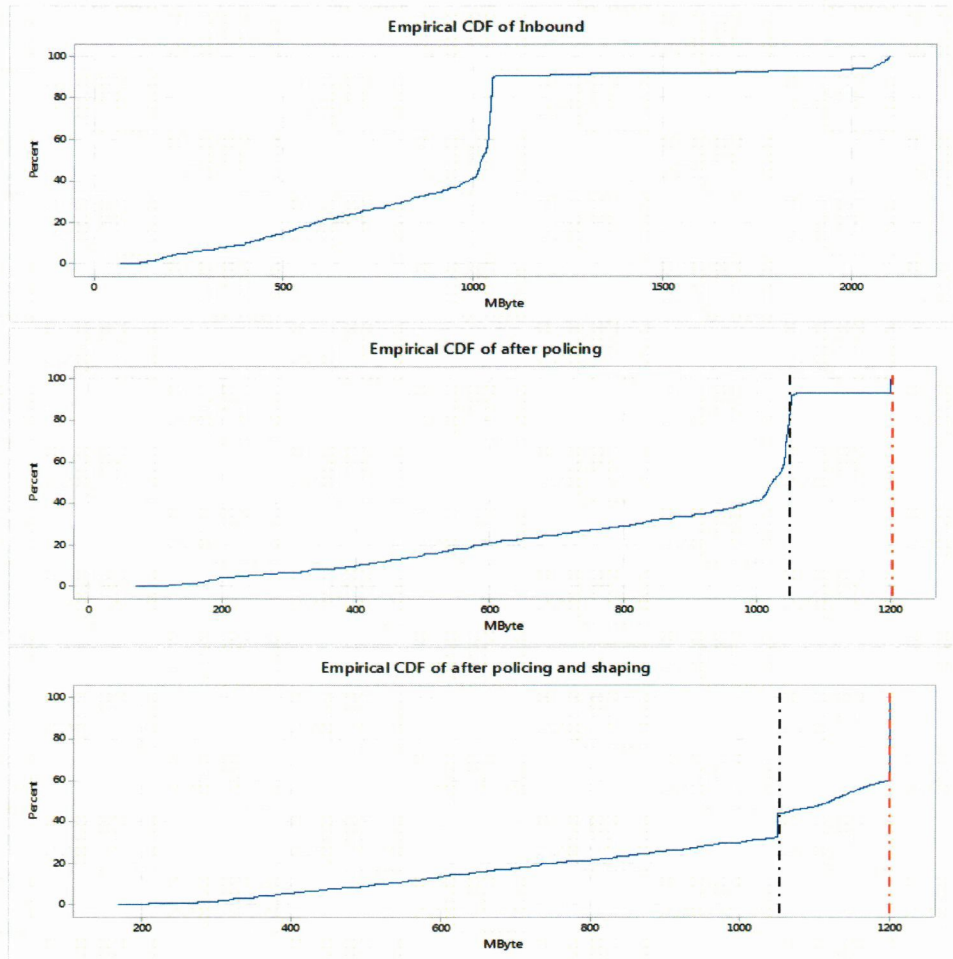 Empirical CDF of Inbound
100
80
60
40
20
0
Percent
0 500 1000 1500 2000
MByte
Empirical CDF of after policing
100
80
60
40
20
0
Percent
0 200 400 600 800 1000 1200
MByte
Empirical CDF of after policing and shaping
100
80
60
40
20
0
Percent
200 400 600 800 1000 1200
MByte